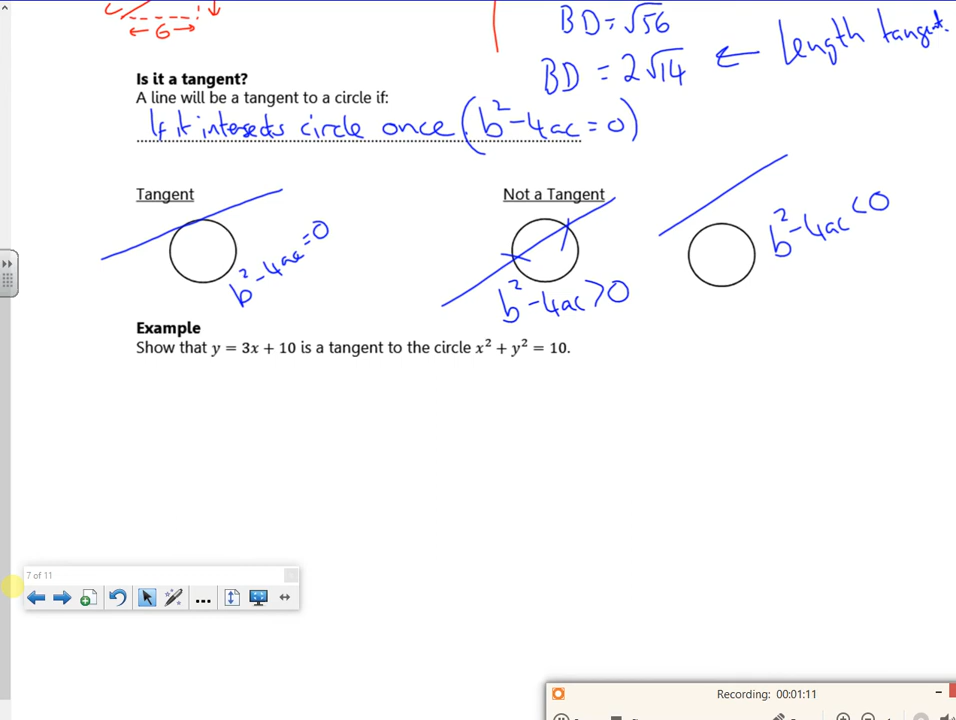 ← 6 →
BD = √56
BD = 2√14 ← length tangent.
Is it a tangent?
A line will be a tangent to a circle if:
If it intersects circle once (b² - 4ac = 0)
Tangent
Not a Tangent
b² - 4ac = 0
b² - 4ac > 0
b² - 4ac < 0
Example
Show that y = 3x + 10 is a tangent to the circle x² + y² = 10.
7 of 11
...
Recording: 00:01:11